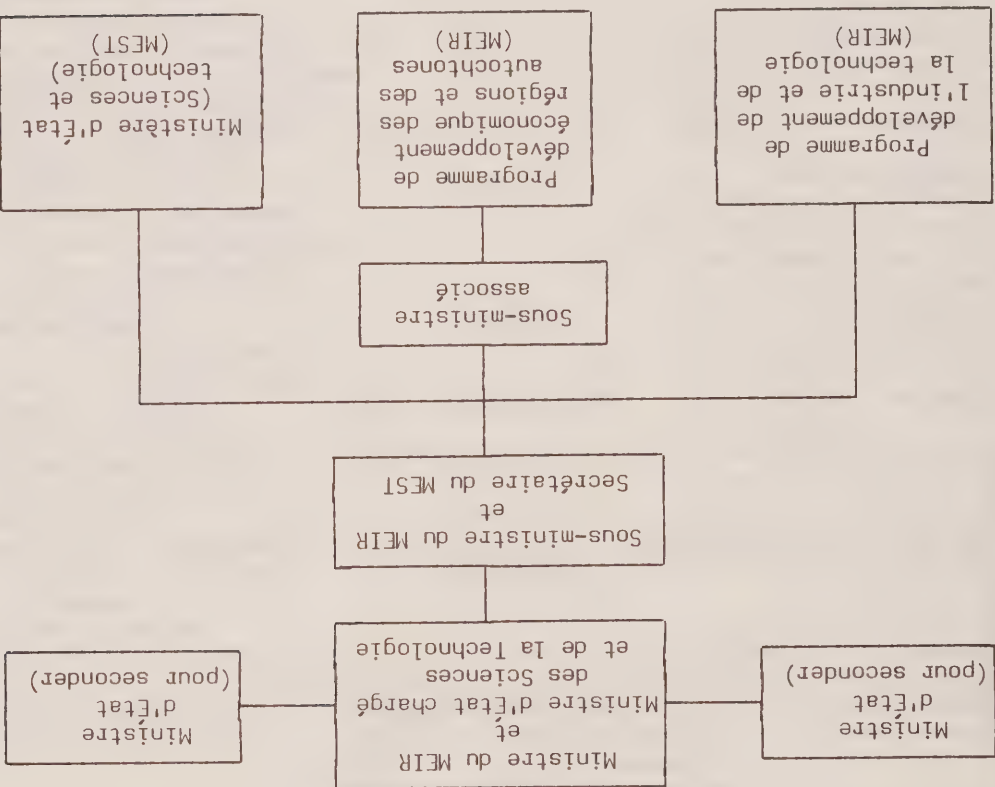 Ministre
d'État
(pour seconder)
Ministre du MEIR
et
Ministre d'État chargé
des Sciences
et de la Technologie
Ministre
d'État
(pour seconder)
Sous-ministre du MEIR
et
Secrétaire du MEST
Sous-ministre
associé
Programme de
développement de
l'industrie et de
la technologie
(MEIR)
Programme de
développement
économique des
régions et des
autochtones
(MEIR)
Ministère d'État
(Sciences et
technologie)
(MEST)